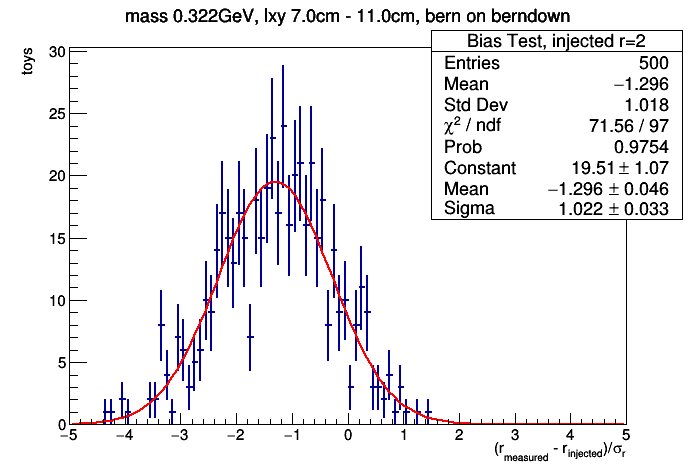 mass 0.322GeV, lxy 7.0cm - 11.0cm, bern on berndown
Bias Test, injected r=2
Entries 500
Mean −1.296
Std Dev 1.018
χ² / ndf 71.56 / 97
Prob 0.9754
Constant 19.51 ± 1.07
Mean −1.296 ± 0.046
Sigma 1.022 ± 0.033
toys
30
25
20
15
10
5
0
−5 −4 −3 −2 −1 0 1 2 3 4 5
(r_measured - r_injected)/σ_r